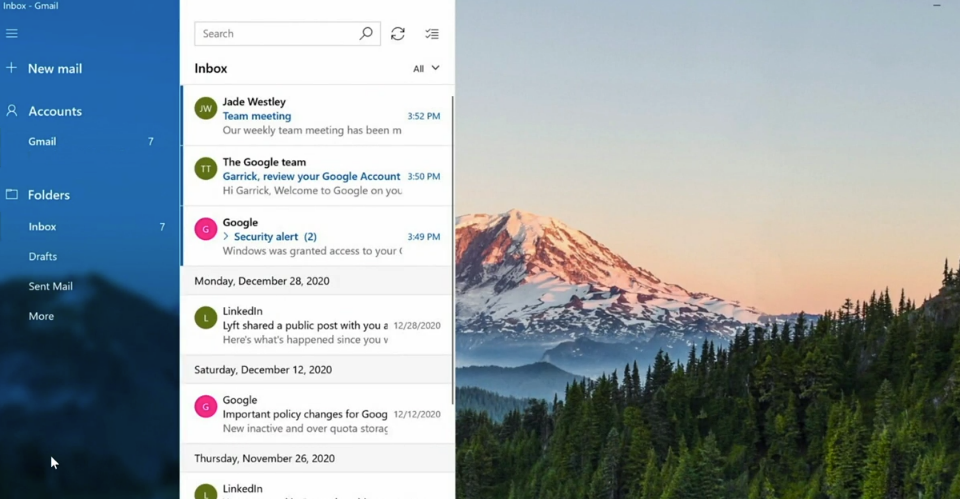 Inbox - Gmail
Search
New mail
Inbox
All
Accounts
Gmail 7
Folders
Inbox 7
Drafts
Sent Mail
More
JW
Jade Westley
Team meeting 3:52 PM
Our weekly team meeting has been m
TT
The Google team
Garrick, review your Google Account 3:50 PM
Hi Garrick, Welcome to Google on you
G
Google
Security alert (2) 3:49 PM
Windows was granted access to your
Monday, December 28, 2020
L
LinkedIn
Lyft shared a public post with you a 12/28/2020
Here's what's happened since you v
Saturday, December 12, 2020
G
Google
Important policy changes for Goog 12/12/2020
New inactive and over quota storag
Thursday, November 26, 2020
L
LinkedIn